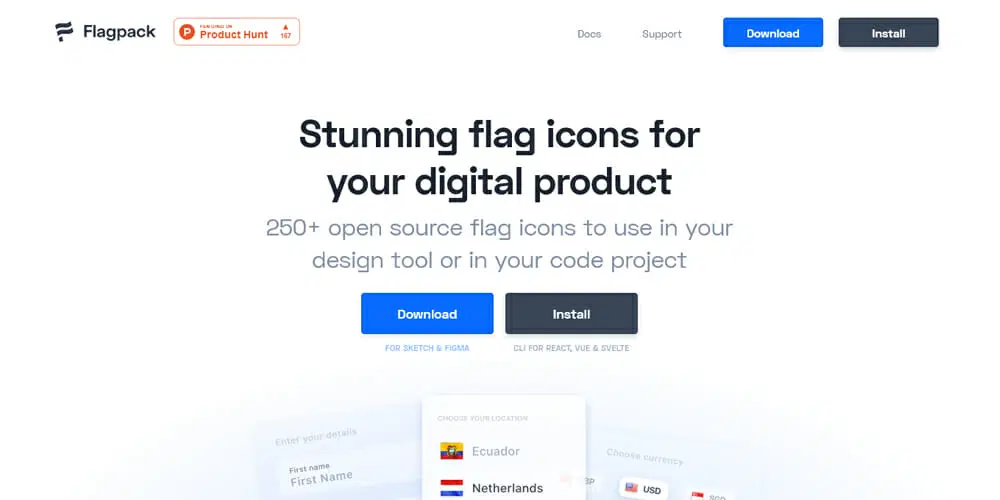 Flagpack
FEATURED ON
Product Hunt
167
Docs
Support
Download
Install
Stunning flag icons for
your digital product
250+ open source flag icons to use in your
design tool or in your code project
Download
Install
FOR SKETCH & FIGMA
CLI FOR REACT, VUE & SVELTE
CHOOSE YOUR LOCATION
Enter your details
Ecuador
Choose currency
First name
First Name
Netherlands
USD